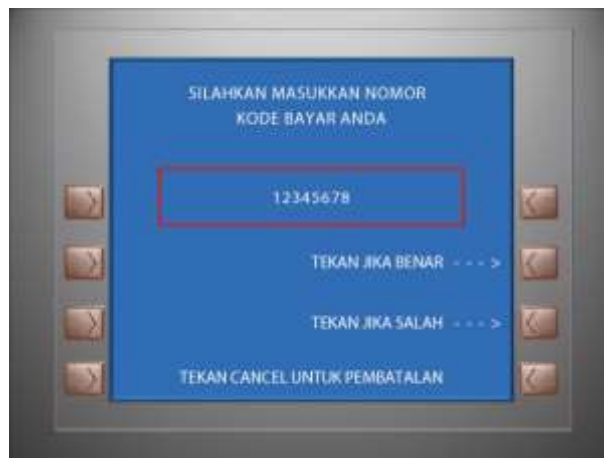 SILAHKAN MASUKKAN NOMOR
KODE BAYAR ANDA
12345678
TEKAN JIKA BENAR - - - >
TEKAN JIKA SALAH - - - >
TEKAN CANCEL UNTUK PEMBATALAN